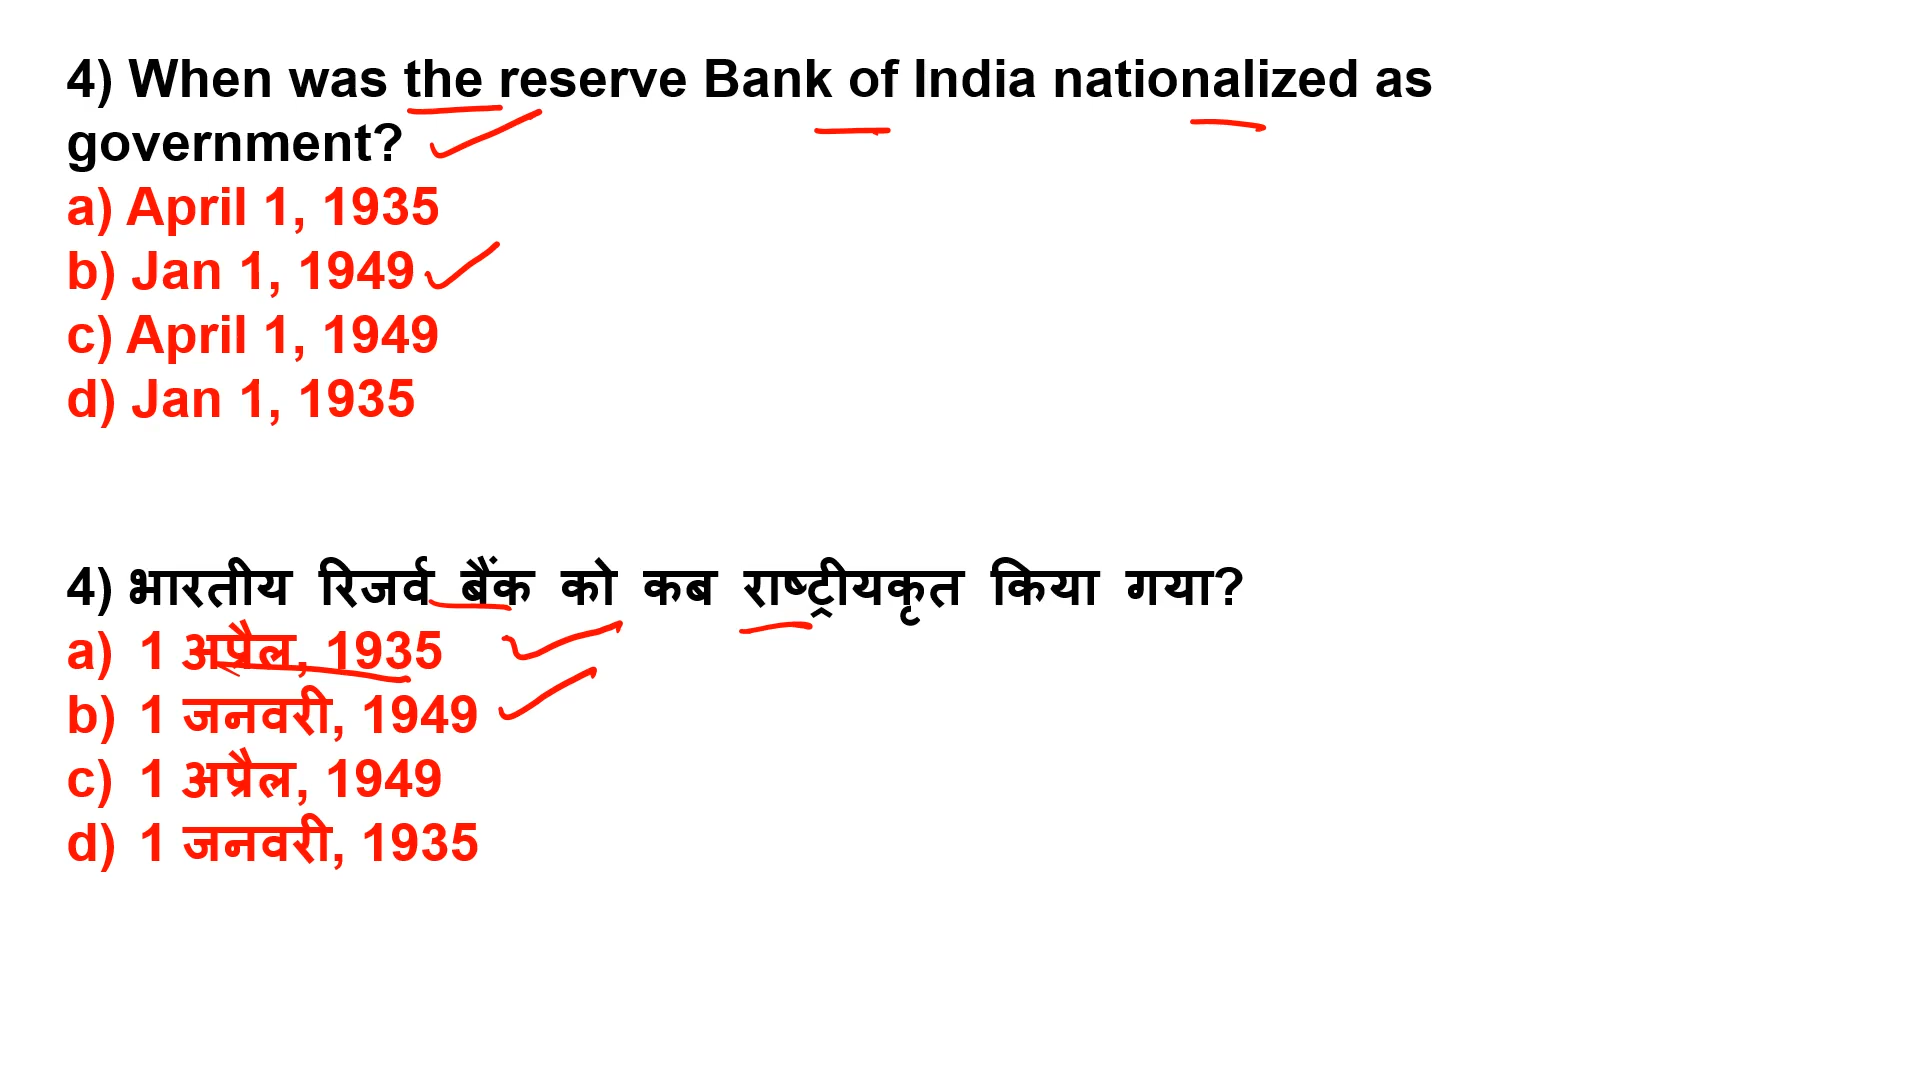 4) When was the reserve Bank of India nationalized as
government?
a) April 1, 1935
b) Jan 1, 1949
c) April 1, 1949
d) Jan 1, 1935
4) भारतीय रिजर्व बैंक को कब राष्ट्रीयकृत किया गया?
a) 1 अप्रैल, 1935
b) 1 जनवरी, 1949
c) 1 अप्रैल, 1949
d) 1 जनवरी, 1935